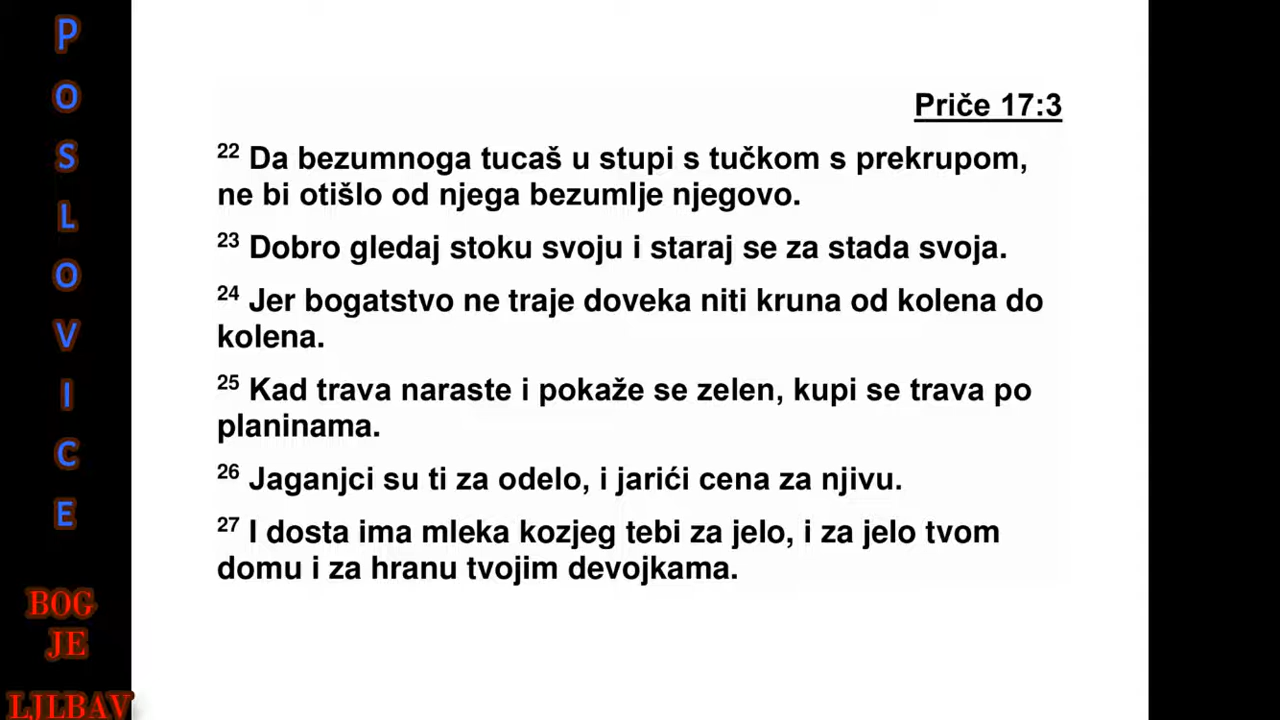 POSLOVICE
BOG
JE
LJLBAV
Priče 17:3
22 Da bezumnoga tucaš u stupi s tučkom s prekrupom,
ne bi otišlo od njega bezumlje njegovo.
23 Dobro gledaj stoku svoju i staraj se za stada svoja.
24 Jer bogatstvo ne traje doveka niti kruna od kolena do
kolena.
25 Kad trava naraste i pokaže se zelen, kupi se trava po
planinama.
26 Jaganjci su ti za odelo, i jarići cena za njivu.
27 I dosta ima mleka kozjeg tebi za jelo, i za jelo tvom
domu i za hranu tvojim devojkama.